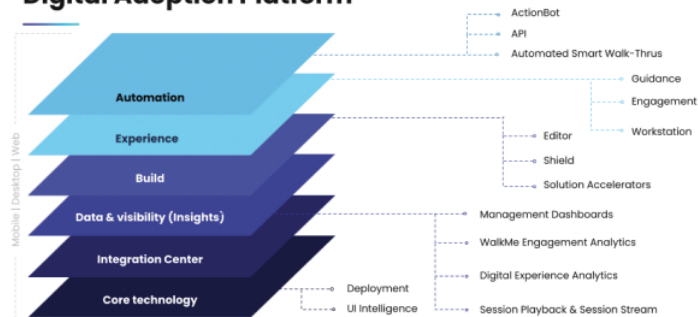 Digital Adoption Platform
ActionBot
API
Automated Smart Walk-Thrus
Automation
Guidance
Engagement
Workstation
Experience
Editor
Shield
Solution Accelerators
Build
Data & visibility (Insights)
Management Dashboards
WalkMe Engagement Analytics
Digital Experience Analytics
Session Playback & Session Stream
Integration Center
Core technology
Deployment
UI Intelligence
Mobile | Desktop | Web